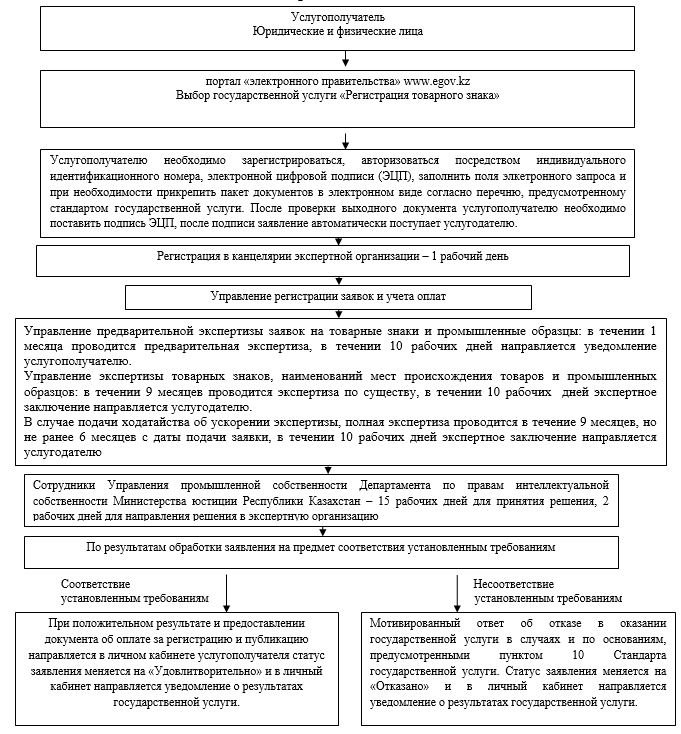 Услугополучатель
Юридические и физические лица
портал «электронного правительства» www.egov.kz
Выбор государственной услуги «Регистрация товарного знака»
Услугополучателю необходимо зарегистрироваться, авторизоваться посредством индивидуального
идентификационного номера, электронной цифровой подписи (ЭЦП), заполнить поля элкетронного запроса и
при необходимости прикрепить пакет документов в электронном виде согласно перечню, предусмотренному
стандартом государственной услуги. После проверки выходного документа услугополучателю необходимо
поставить подпись ЭЦП, после подписи заявление автоматически поступает услугодателю.
Регистрация в канцелярии экспертной организации – 1 рабочий день
Управление регистрации заявок и учета оплат
Управление предварительной экспертизы заявок на товарные знаки и промышленные образцы: в течении 1
месяца проводится предварительная экспертиза, в течении 10 рабочих дней направляется уведомление
услугополучателю.
Управление экспертизы товарных знаков, наименований мест происхождения товаров и промышленных
образцов: в течении 9 месяцев проводится экспертиза по существу, в течении 10 рабочих дней экспертное
заключение направляется услугодателю.
В случае подачи ходатайства об ускорении экспертизы, полная экспертиза проводится в течение 9 месяцев, но
не ранее 6 месяцев с даты подачи заявки, в течении 10 рабочих дней экспертное заключение направляется
услугодателю
Сотрудники Управления промышленной собственности Департамента по правам интеллектуальной
собственности Министерства юстиции Республики Казахстан – 15 рабочих дней для принятия решения, 2
рабочих дней для направления решения в экспертную организацию
По результатам обработки заявления на предмет соответствия установленным требованиям
Соответствие
установленным требованиям
Несоответствие
установленным требованиям
При положительном результате и предоставлении
документа об оплате за регистрацию и публикацию
направляется в личном кабинете услугополучателя статус
заявления меняется на «Удовлитворительно» и в личный
кабинет направляется уведомление о результатах
государственной услуги.
Мотивированный ответ об отказе в оказании
государственной услуги в случаях и по основаниям,
предусмотренными пунктом 10 Стандарта
государственной услуги. Статус заявления меняется на
«Отказано» и в личный кабинет направляется
уведомление о результатах государственной услуги.